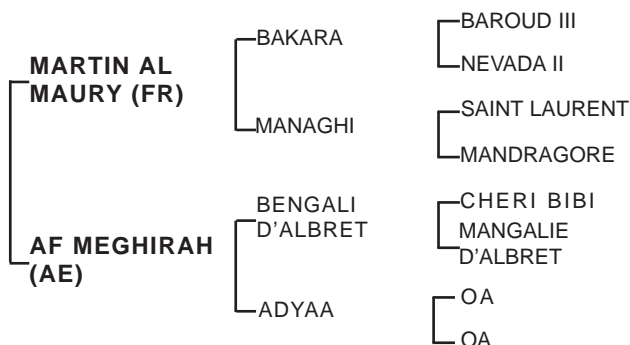 BAROUD III
BAKARA
NEVADA II
MARTIN AL
MAURY (FR)
SAINT LAURENT
MANAGHI
MANDRAGORE
CHERI BIBI
BENGALI
D'ALBRET
MANGALIE
D'ALBRET
AF MEGHIRAH
(AE)
OA
ADYAA
OA